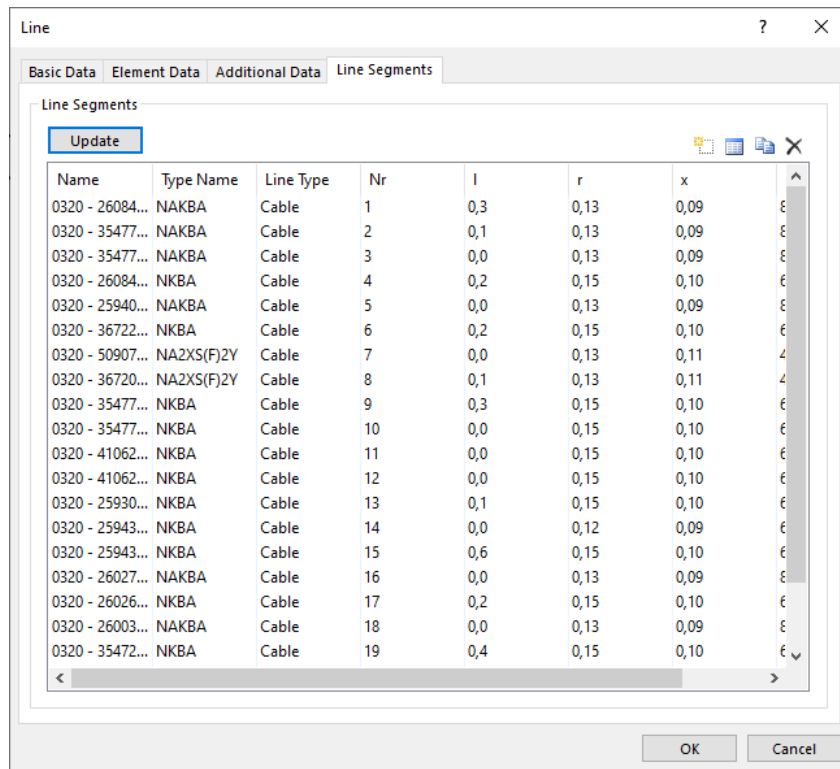 Line ?
Basic Data Element Data Additional Data Line Segments
Line Segments
Update
Name Type Name Line Type Nr l r x
0320 - 26084... NAKBA Cable 1 0,3 0,13 0,09
0320 - 35477... NAKBA Cable 2 0,1 0,13 0,09
0320 - 35477... NAKBA Cable 3 0,0 0,13 0,09
0320 - 26084... NKBA Cable 4 0,2 0,15 0,10
0320 - 25940... NAKBA Cable 5 0,0 0,13 0,09
0320 - 36722... NKBA Cable 6 0,2 0,15 0,10
0320 - 50907... NA2XS(F)2Y Cable 7 0,0 0,13 0,11
0320 - 36720... NA2XS(F)2Y Cable 8 0,1 0,13 0,11
0320 - 35477... NKBA Cable 9 0,3 0,15 0,10
0320 - 35477... NKBA Cable 10 0,0 0,15 0,10
0320 - 41062... NKBA Cable 11 0,0 0,15 0,10
0320 - 41062... NKBA Cable 12 0,0 0,15 0,10
0320 - 25930... NKBA Cable 13 0,1 0,15 0,10
0320 - 25943... NKBA Cable 14 0,0 0,12 0,09
0320 - 25943... NKBA Cable 15 0,6 0,15 0,10
0320 - 26027... NAKBA Cable 16 0,0 0,13 0,09
0320 - 26026... NKBA Cable 17 0,2 0,15 0,10
0320 - 26003... NAKBA Cable 18 0,0 0,13 0,09
0320 - 35472... NKBA Cable 19 0,4 0,15 0,10
OK Cancel